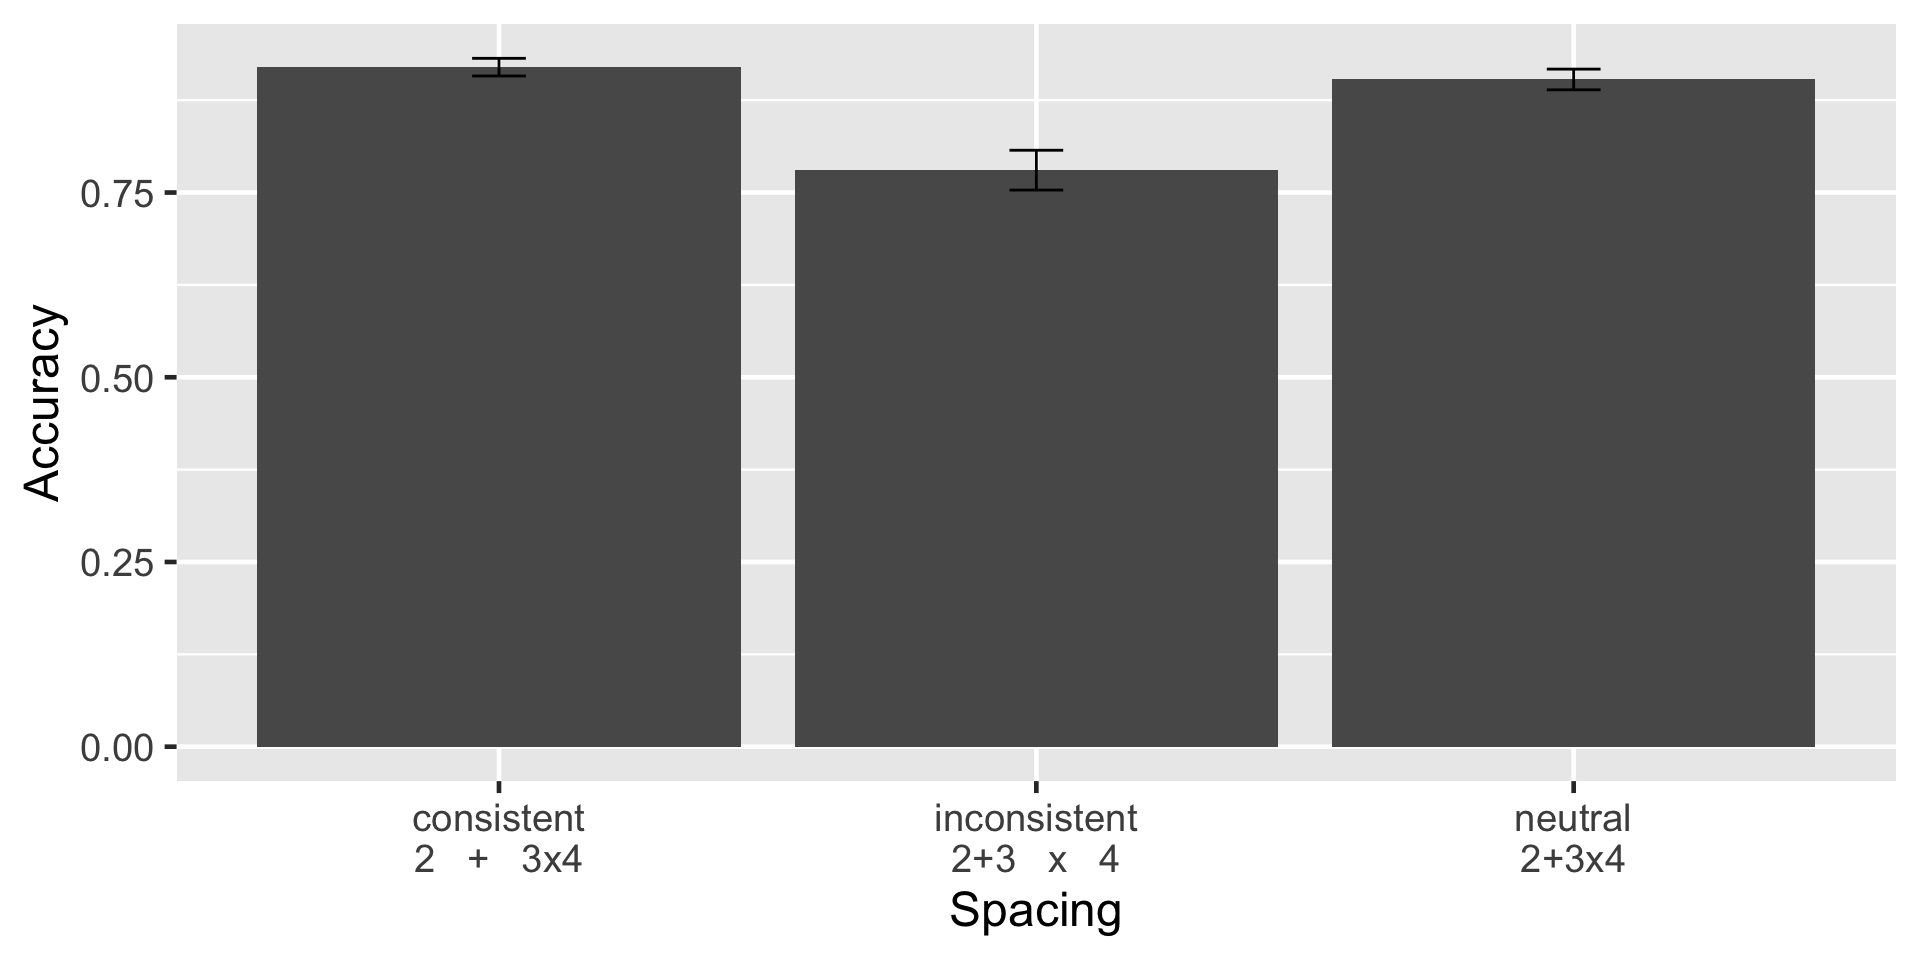 Accuracy
0.75
0.50
0.25
0.00
consistent inconsistent neutral
2 + 3x4 2+3 x 4 2+3x4
Spacing